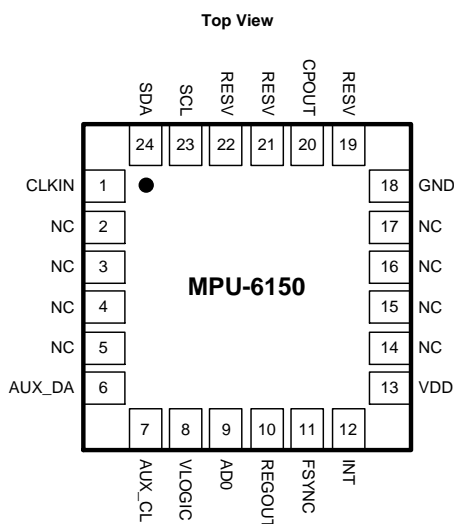 Top View
SDA
SCL
RESV
RESV
CPOUT
RESV
24
23
22
21
20
19
CLKIN
1
18
GND
NC
2
17
NC
NC
3
16
NC
MPU-6150
NC
4
15
NC
NC
5
14
NC
AUX_DA
6
13
VDD
7
8
9
10
11
12
AUX_CL
VLOGIC
AD0
REGOUT
FSYNC
INT